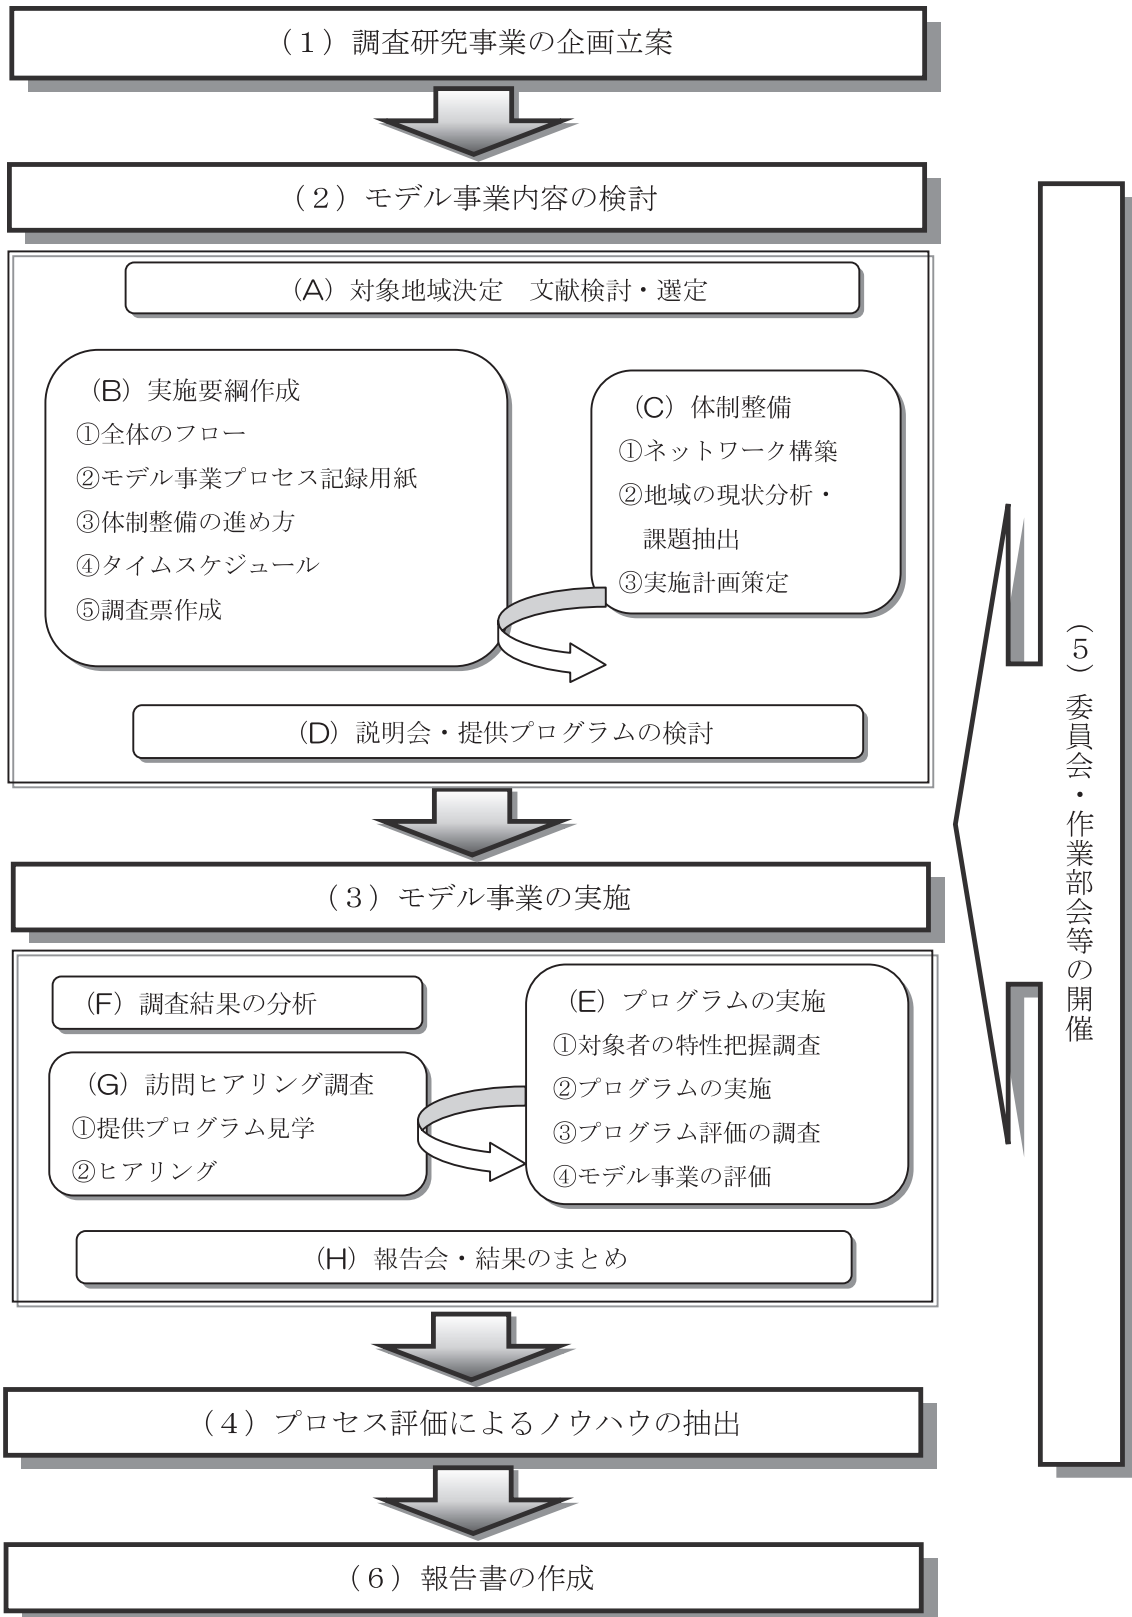 （１）調査研究事業の企画立案
（２）モデル事業内容の検討
（A）対象地域決定　文献検討・選定
（B）実施要綱作成
①全体のフロー
②モデル事業プロセス記録用紙
③体制整備の進め方
④タイムスケジュール
⑤調査票作成
（C）体制整備
①ネットワーク構築
②地域の現状分析・
課題抽出
③実施計画策定
（D）説明会・提供プログラムの検討
（３）モデル事業の実施
（F）調査結果の分析
（G）訪問ヒアリング調査
①提供プログラム見学
②ヒアリング
（E）プログラムの実施
①対象者の特性把握調査
②プログラムの実施
③プログラム評価の調査
④モデル事業の評価
（H）報告会・結果のまとめ
（４）プロセス評価によるノウハウの抽出
（６）報告書の作成
（５）委員会・作業部会等の開催